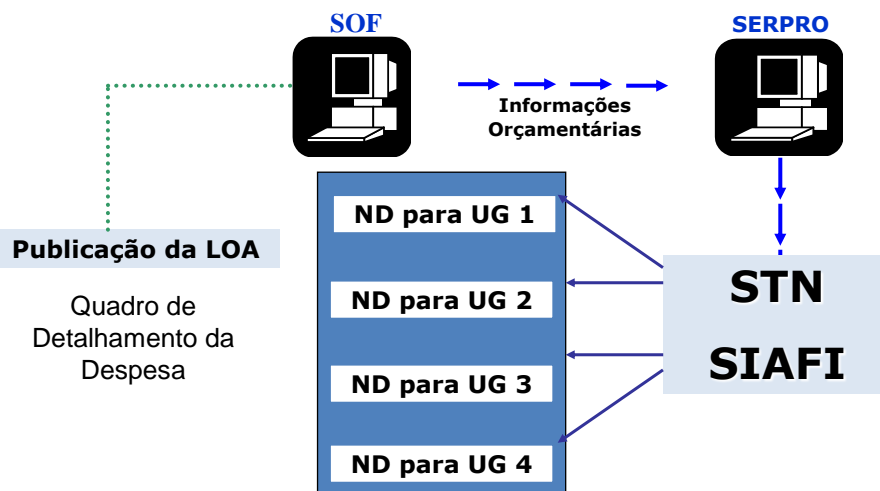 SOF
SERPRO
Informações
Orçamentárias
ND para UG 1
Publicação da LOA
Quadro de
Detalhamento da
Despesa
ND para UG 2
ND para UG 3
ND para UG 4
STN
SIAFI